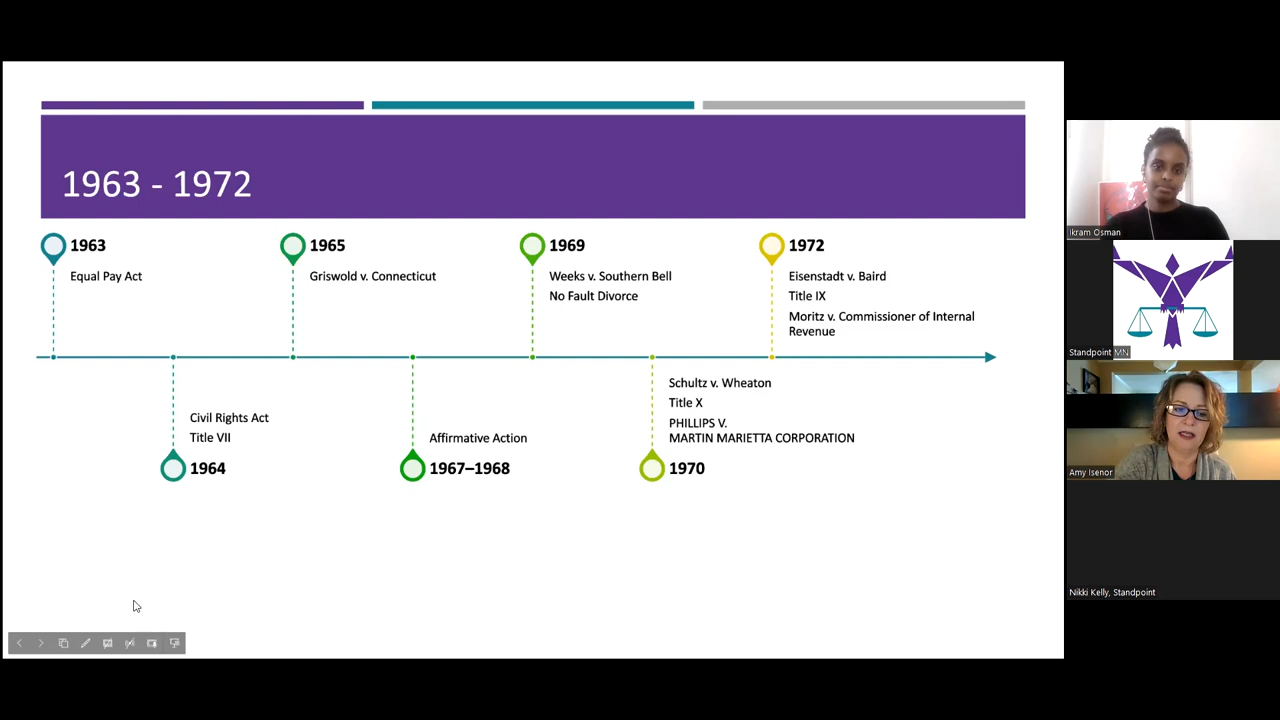 1963 - 1972
1963
Equal Pay Act
1965
Griswold v. Connecticut
1969
Weeks v. Southern Bell
No Fault Divorce
1972
Eisenstadt v. Baird
Title IX
Moritz v. Commissioner of Internal
Revenue
Civil Rights Act
Title VII
1964
Affirmative Action
1967–1968
Schultz v. Wheaton
Title X
PHILLIPS V.
MARTIN MARIETTA CORPORATION
1970
Ikram Osman
Standpoint MN
Amy Isenor
Nikki Kelly, Standpoint